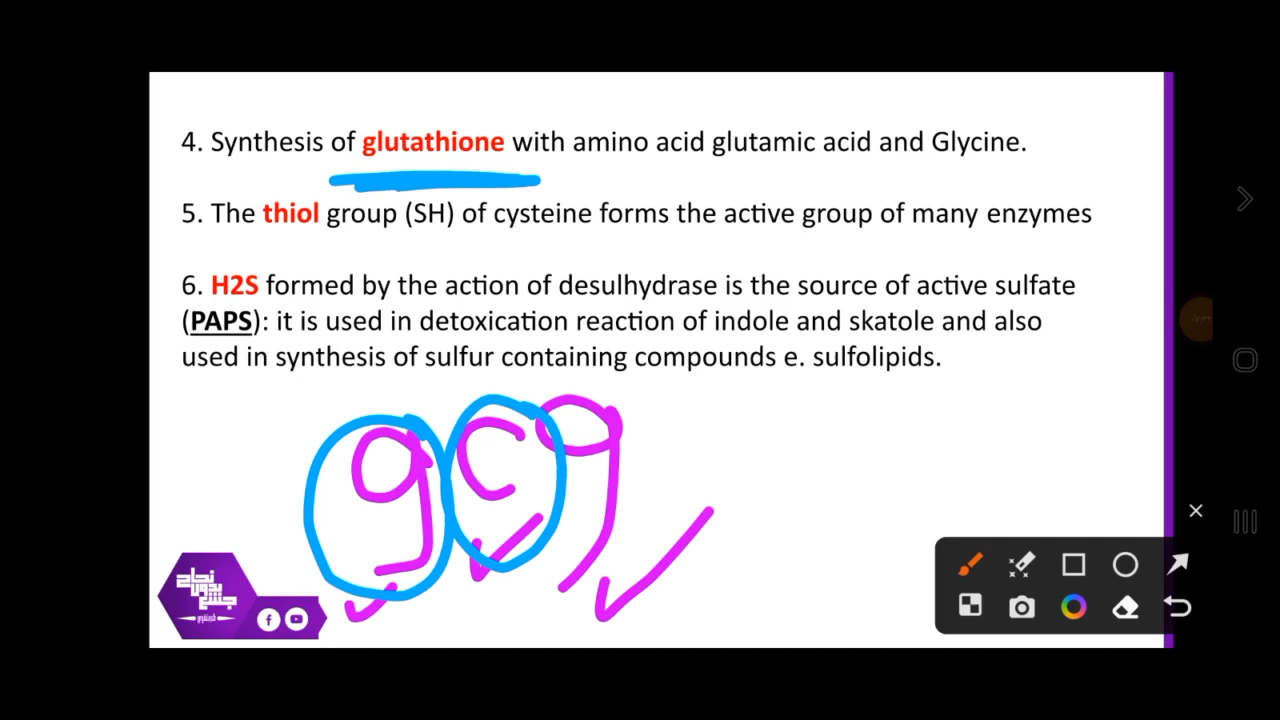 4. Synthesis of glutathione with amino acid glutamic acid and Glycine.
5. The thiol group (SH) of cysteine forms the active group of many enzymes
6. H2S formed by the action of desulhydrase is the source of active sulfate
(PAPS): it is used in detoxication reaction of indole and skatole and also
used in synthesis of sulfur containing compounds e. sulfolipids.
g c g
نجاح
بدون